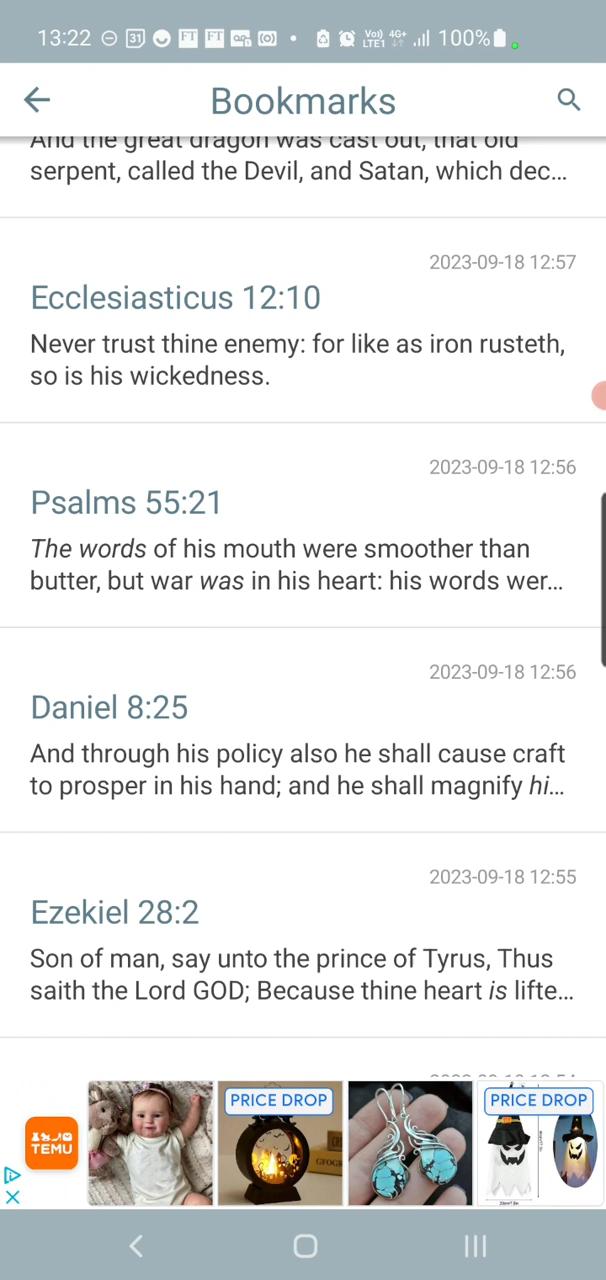 13:22
31
FT
FT
Vo))
LTE1
4G+
100%
Bookmarks
And the great dragon was cast out, that old
serpent, called the Devil, and Satan, which dec...
2023-09-18 12:57
Ecclesiasticus 12:10
Never trust thine enemy: for like as iron rusteth,
so is his wickedness.
2023-09-18 12:56
Psalms 55:21
The words of his mouth were smoother than
butter, but war was in his heart: his words wer...
2023-09-18 12:56
Daniel 8:25
And through his policy also he shall cause craft
to prosper in his hand; and he shall magnify hi...
2023-09-18 12:55
Ezekiel 28:2
Son of man, say unto the prince of Tyrus, Thus
saith the Lord GOD; Because thine heart is lifte...
TEMU
PRICE DROP
PRICE DROP